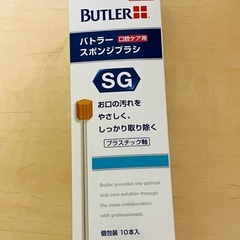 BUTLER
バトラー 口腔ケア用
スポンジブラシ
SG
お口の汚れを
やさしく、
しっかり取り除く
プラスチック軸
Butler provides the optimal
oral care solution through
the close collaboration
with professionals.
個包装 10本入